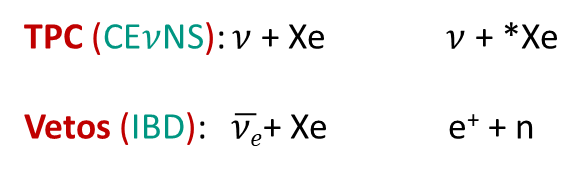 TPC (CEνNS): ν + Xe ν + *Xe
Vetos (IBD): ν̅ₑ+ Xe e⁺ + n